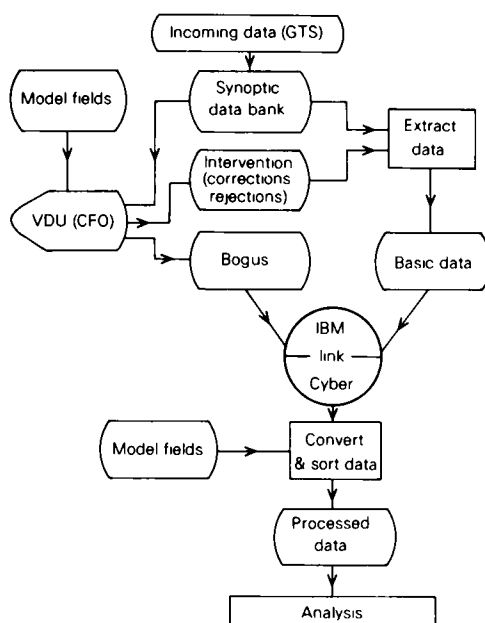 Incoming data (GTS)
Model fields
Synoptic
data bank
Extract
data
Intervention
(corrections
rejections)
VDU (CFO)
Bogus
Basic data
IBM
link
Cyber
Model fields
Convert
& sort data
Processed
data
Analysis